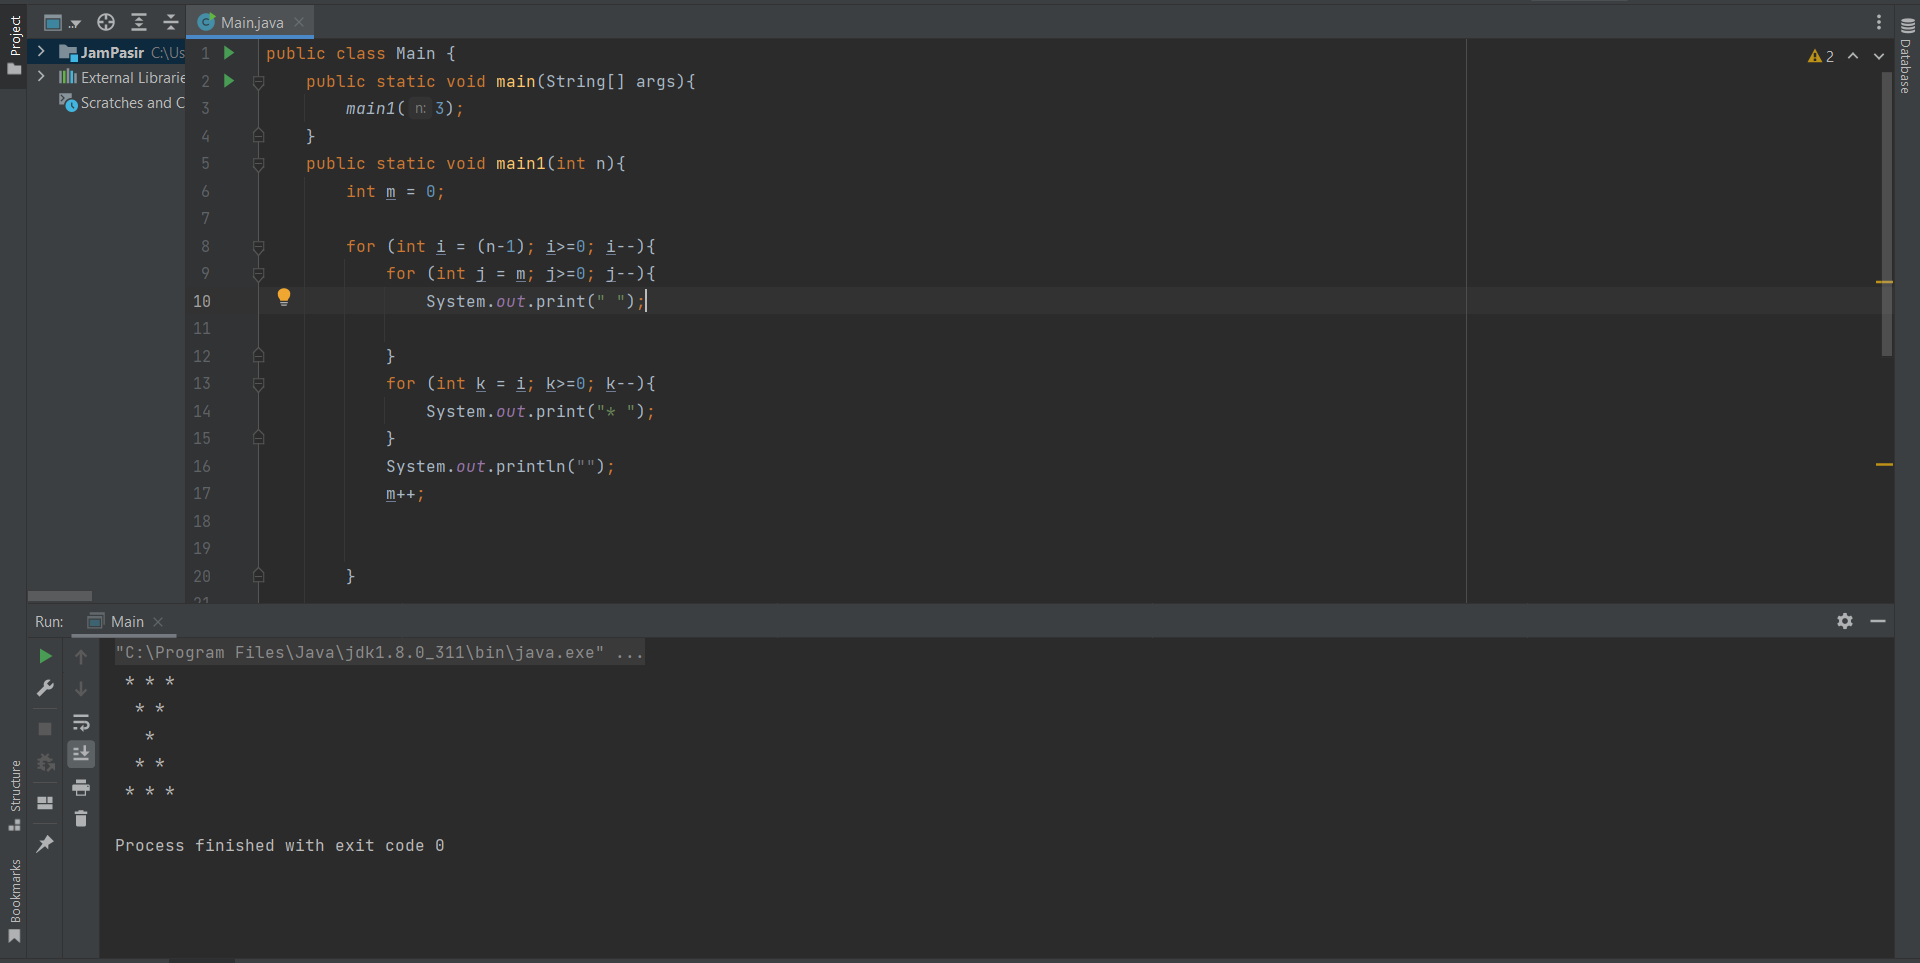 Project
Main.java
JamPasir C:\Us
External Librarie
Scratches and C
1 public class Main {
2 public static void main(String[] args){
3 main1( n: 3);
4 }
5 public static void main1(int n){
6 int m = 0;
7
8 for (int i = (n-1); i>=0; i--){
9 for (int j = m; j>=0; j--){
10 System.out.print(" ");
11
12 }
13 for (int k = i; k>=0; k--){
14 System.out.print("* ");
15 }
16 System.out.println("");
17 m++;
18
19
20 }
21
2
Database
Run: Main
"C:\Program Files\Java\jdk1.8.0_311\bin\java.exe" ...
* * *
* *
*
* *
* * *
Process finished with exit code 0
Structure
Bookmarks